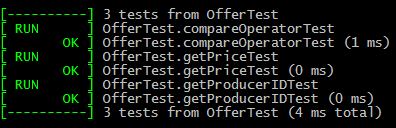 [----------] 3 tests from OfferTest
[ RUN      ] OfferTest.compareOperatorTest
[       OK ] OfferTest.compareOperatorTest (1 ms)
[ RUN      ] OfferTest.getPriceTest
[       OK ] OfferTest.getPriceTest (0 ms)
[ RUN      ] OfferTest.getProducerIDTest
[       OK ] OfferTest.getProducerIDTest (0 ms)
[----------] 3 tests from OfferTest (4 ms total)